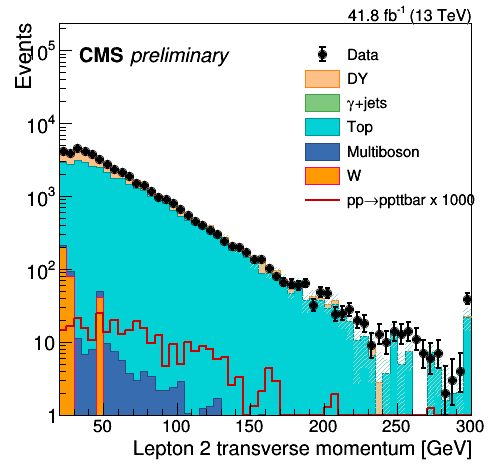 41.8 fb⁻¹ (13 TeV)
Events
CMS preliminary
Data
DY
γ+jets
Top
Multiboson
W
pp→ppttbar x 1000
10⁵
10⁴
10³
10²
10
1
50 100 150 200 250 300
Lepton 2 transverse momentum [GeV]